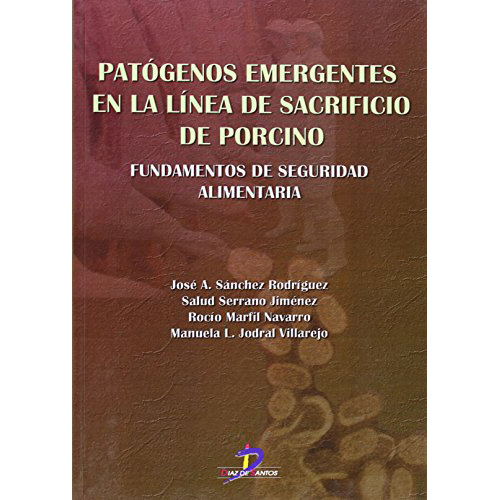 PATÓGENOS EMERGENTES
EN LA LÍNEA DE SACRIFICIO
DE PORCINO
FUNDAMENTOS DE SEGURIDAD
ALIMENTARIA
José A. Sánchez Rodríguez
Salud Serrano Jiménez
Rocío Marfil Navarro
Manuela L. Jodral Villarejo
DIAZ DE SANTOS